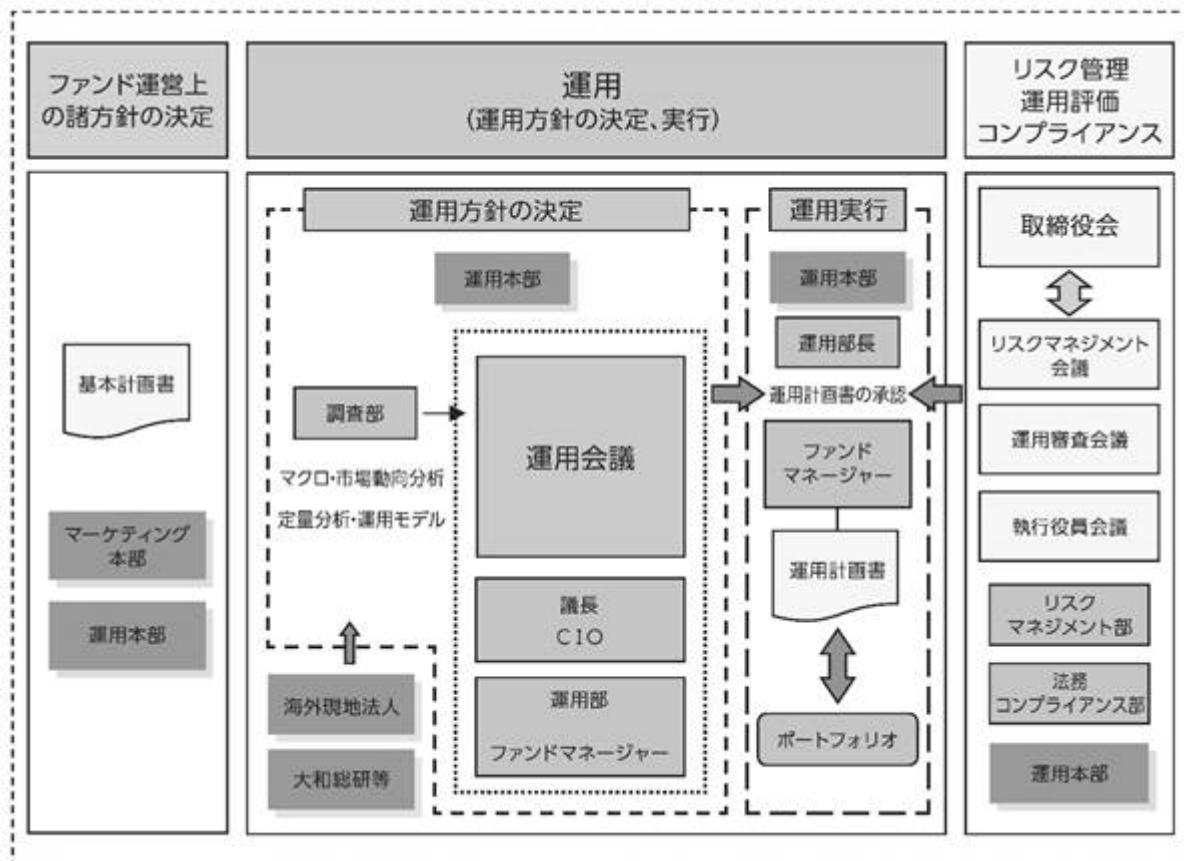 ファンド運営上
の諸方針の決定
運用
(運用方針の決定、実行)
リスク管理
運用評価
コンプライアンス
基本計画書
マーケティング
本部
運用本部
運用方針の決定
運用本部
調査部
マクロ・市場動向分析
定量分析・運用モデル
海外現地法人
大和総研等
運用会議
議長
CIO
運用部
ファンドマネージャー
運用実行
運用本部
運用部長
運用計画書の承認
ファンド
マネージャー
運用計画書
ポートフォリオ
取締役会
リスクマネジメント
会議
運用審査会議
執行役員会議
リスク
マネジメント部
法務
コンプライアンス部
運用本部